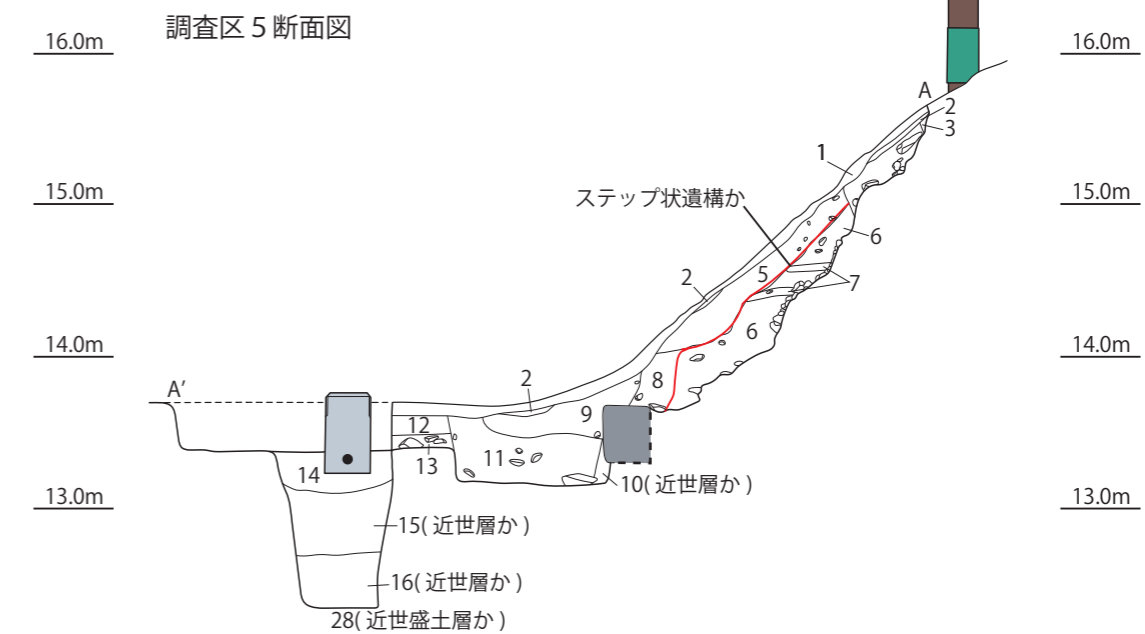 調査区 5 断面図
16.0m
16.0m
A
2
3
1
15.0m
15.0m
ステップ状遺構か
6
5
7
2
6
14.0m
14.0m
8
A’
2
9
12
13
11
14
10( 近世層か )
13.0m
13.0m
15( 近世層か )
16( 近世層か )
28( 近世盛土層か )